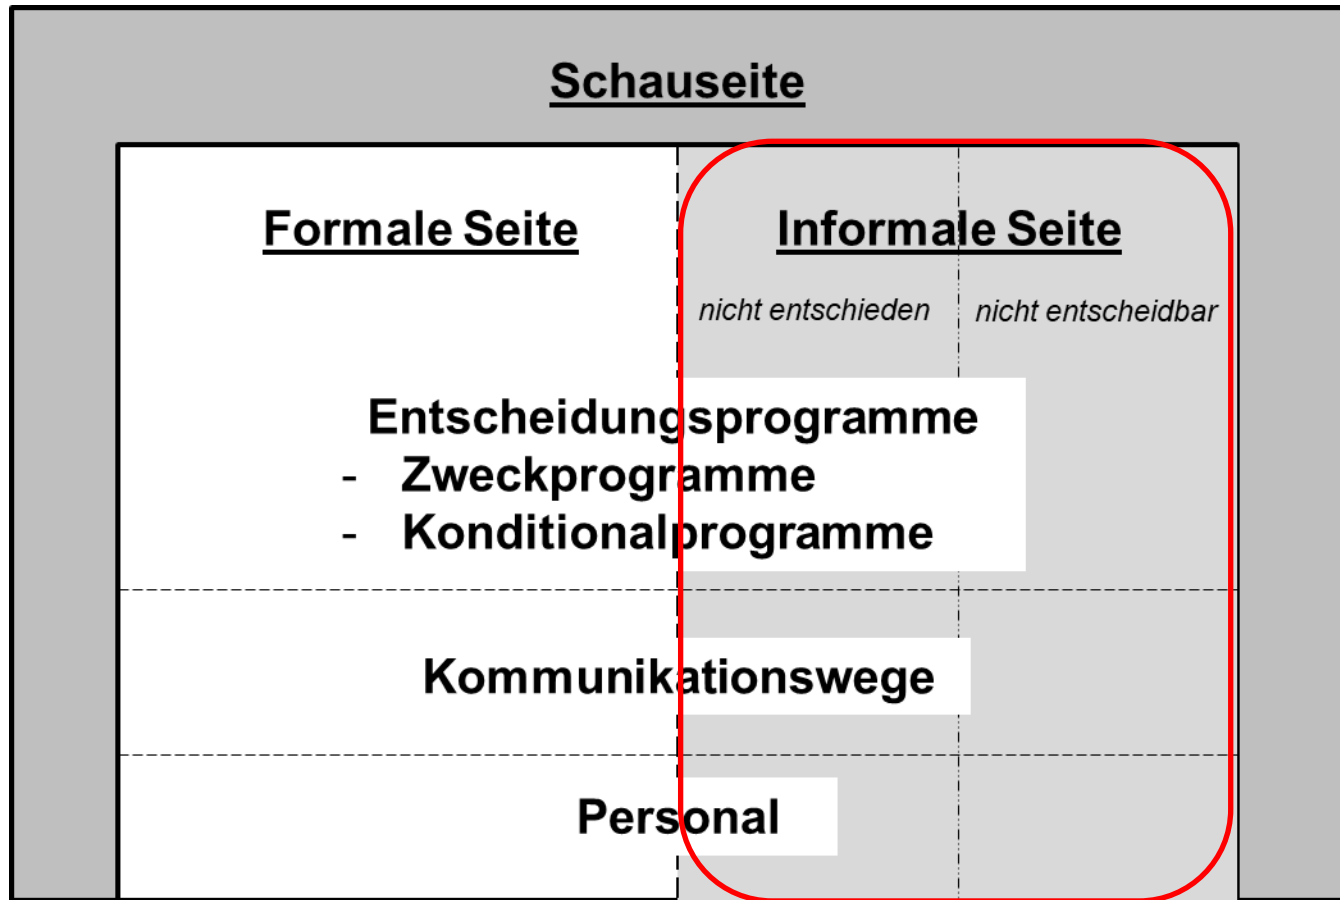 Schauseite
Formale Seite
Informale Seite
nicht entschieden
nicht entscheidbar
Entscheidungsprogramme
- Zweckprogramme
- Konditionalprogramme
Kommunikationswege
Personal